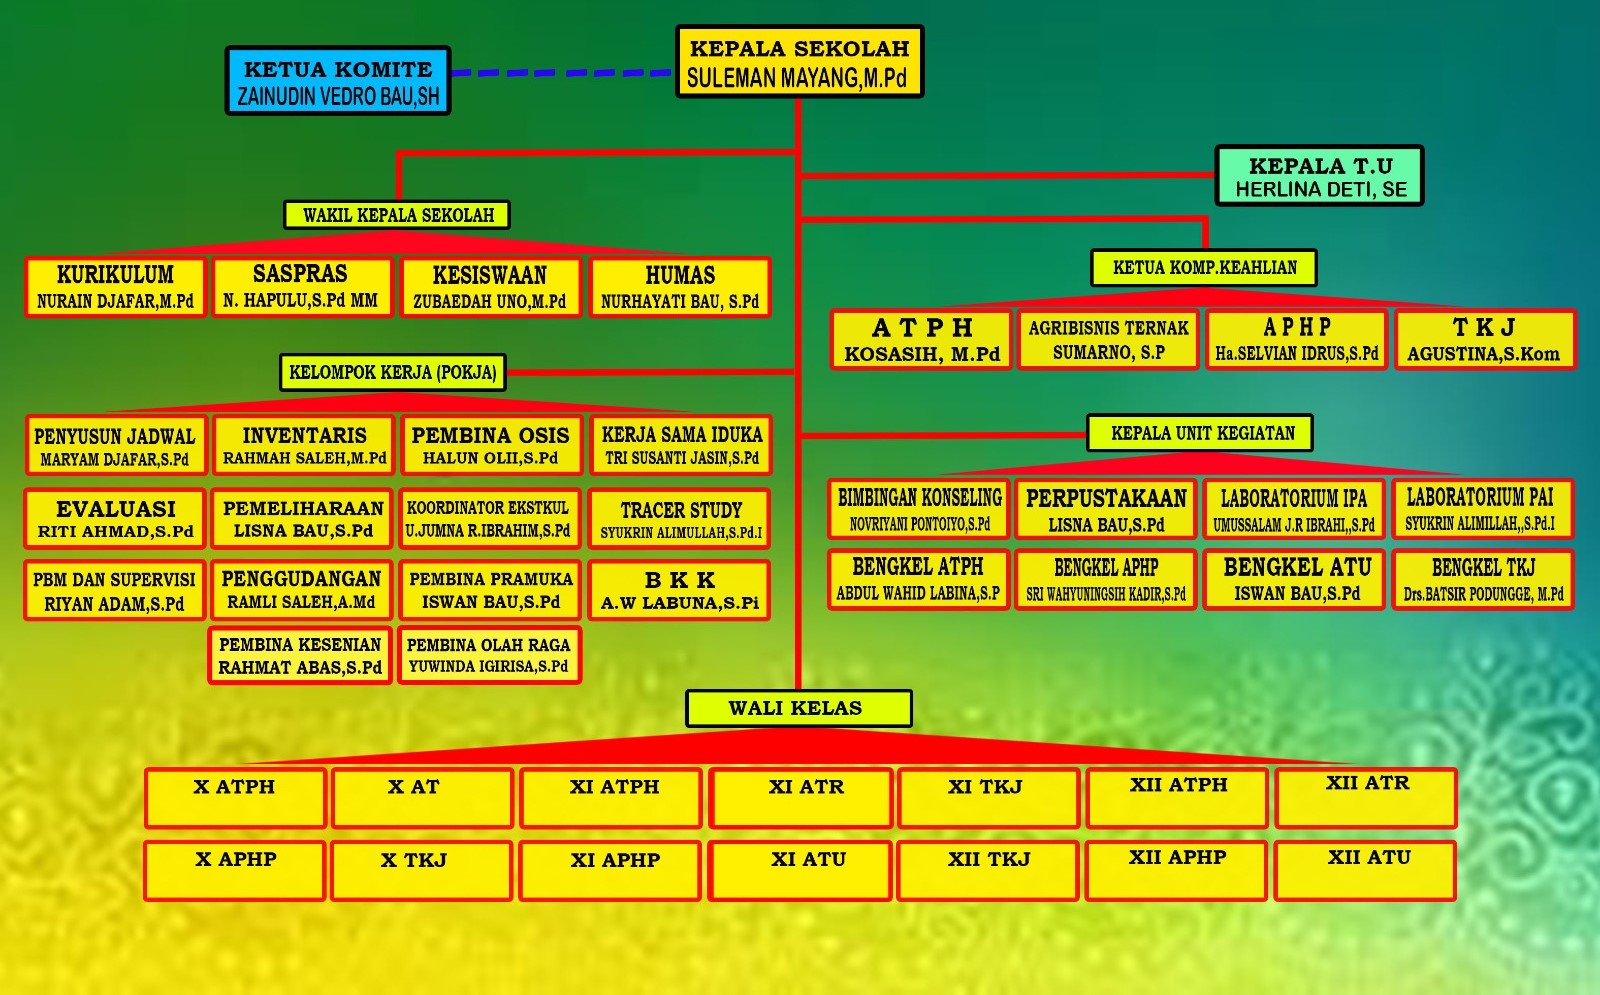 KEPALA SEKOLAH
SULEMAN MAYANG,M.Pd
KETUA KOMITE
ZAINUDIN VEDRO BAU,SH
KEPALA T.U
HERLINA DETI, SE
WAKIL KEPALA SEKOLAH
KURIKULUM
NURAIN DJAFAR,M.Pd
SASPRAS
N. HAPULU,S.Pd MM
KESISWAAN
ZUBAEDAH UNO,M.Pd
HUMAS
NURHAYATI BAU, S.Pd
KETUA KOMP.KEAHLIAN
A T P H
KOSASIH, M.Pd
AGRIBISNIS TERNAK
SUMARNO, S.P
A P H P
Ha.SELVIAN IDRUS,S.Pd
T K J
AGUSTINA,S.Kom
KELOMPOK KERJA (POKJA)
PENYUSUN JADWAL
MARYAM DJAFAR,S.Pd
INVENTARIS
RAHMAH SALEH,M.Pd
PEMBINA OSIS
HALUN OLII,S.Pd
KERJA SAMA IDUKA
TRI SUSANTI JASIN,S.Pd
EVALUASI
RITI AHMAD,S.Pd
PEMELIHARAAN
LISNA BAU,S.Pd
KOORDINATOR EKSTKUL
U.JUMNA R.IBRAHIM,S.Pd
TRACER STUDY
SYUKRIN ALIMULLAH,S.Pd.I
PBM DAN SUPERVISI
RIYAN ADAM,S.Pd
PENGGUDANGAN
RAMLI SALEH,A.Md
PEMBINA PRAMUKA
ISWAN BAU,S.Pd
B K K
A.W LABUNA,S.Pi
PEMBINA KESENIAN
RAHMAT ABAS,S.Pd
PEMBINA OLAH RAGA
YUWINDA IGIRISA,S.Pd
KEPALA UNIT KEGIATAN
BIMBINGAN KONSELING
NOVRIYANI PONTOIYO,S.Pd
PERPUSTAKAAN
LISNA BAU,S.Pd
LABORATORIUM IPA
UMUSSALAM J.R IBRAHI,,S.Pd
LABORATORIUM PAI
SYUKRIN ALIMILLAH,,S.Pd.I
BENGKEL ATPH
ABDUL WAHID LABINA,S.P
BENGKEL APHP
SRI WAHYUNINGSIH KADIR,S.Pd
BENGKEL ATU
ISWAN BAU,S.Pd
BENGKEL TKJ
Drs.BATSIR PODUNGGE, M.Pd
WALI KELAS
X ATPH
X AT
XI ATPH
XI ATR
XI TKJ
XII ATPH
XII ATR
X APHP
X TKJ
XI APHP
XI ATU
XII TKJ
XII APHP
XII ATU